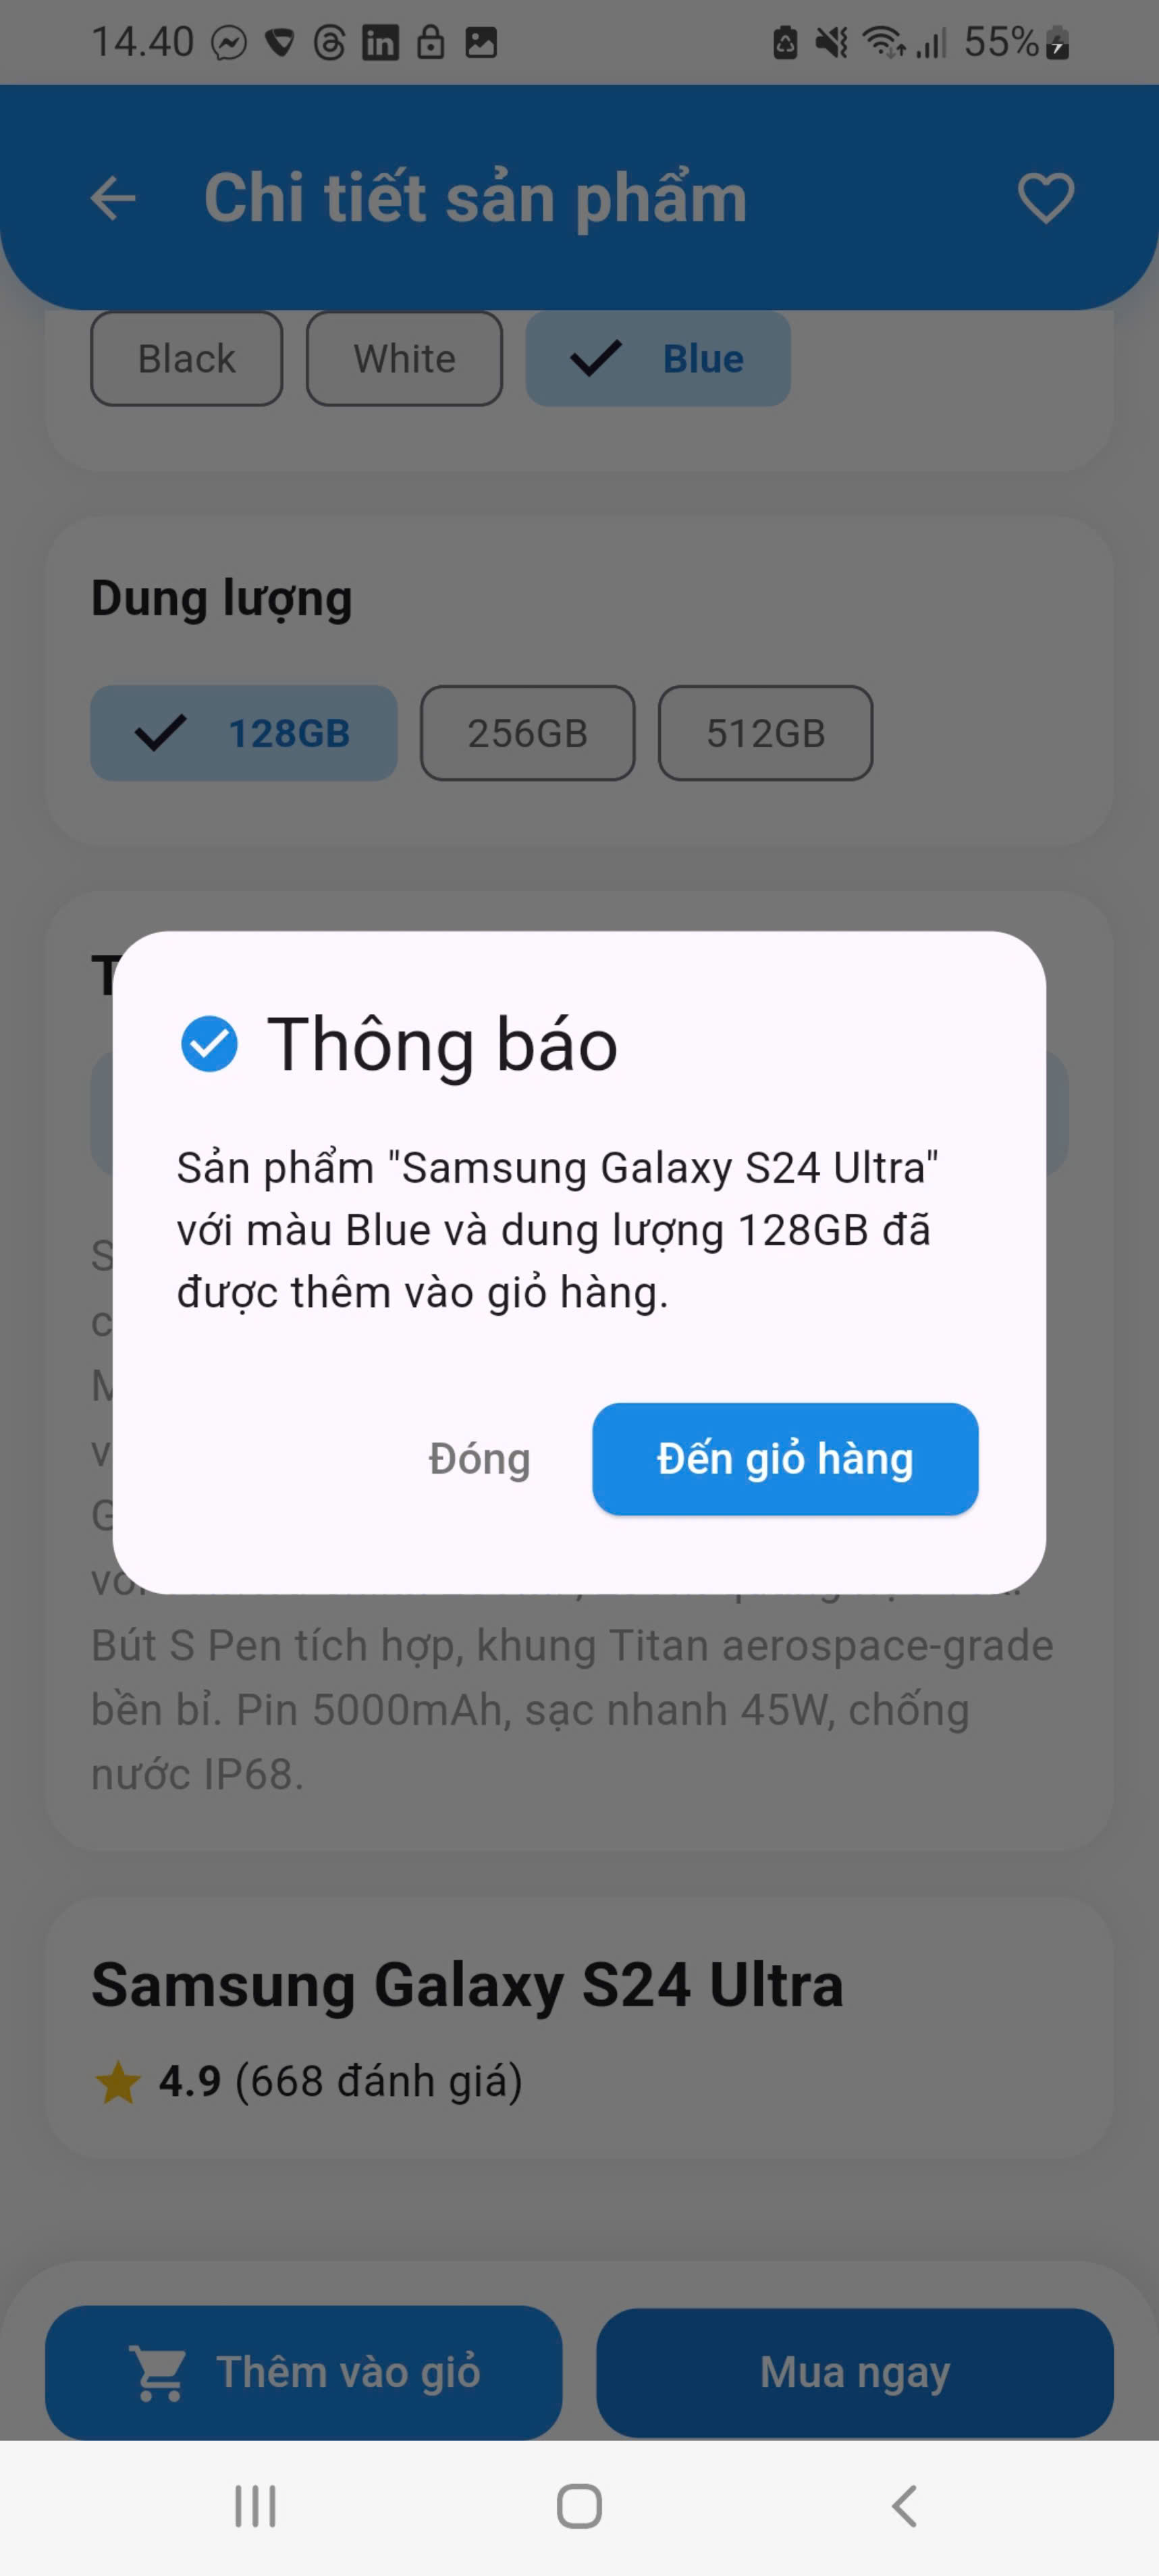 14.40
55%
Chi tiết sản phẩm
Black White Blue
Dung lượng
128GB 256GB 512GB
Thông báo
Sản phẩm "Samsung Galaxy S24 Ultra"
với màu Blue và dung lượng 128GB đã
được thêm vào giỏ hàng.
Đóng Đến giỏ hàng
Bút S Pen tích hợp, khung Titan aerospace-grade
bền bỉ. Pin 5000mAh, sạc nhanh 45W, chống
nước IP68.
Samsung Galaxy S24 Ultra
4.9 (668 đánh giá)
Thêm vào giỏ Mua ngay